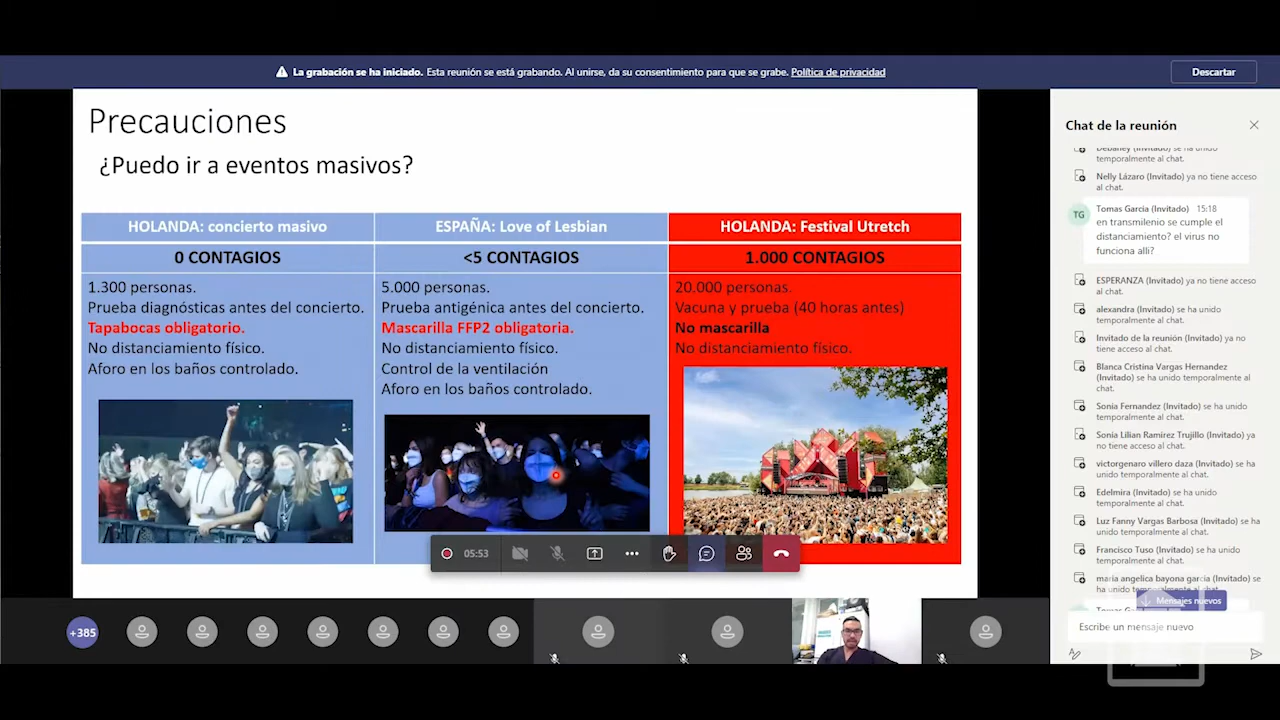 La grabación se ha iniciado. Esta reunión se está grabando. Al unirse, da su consentimiento para que se grabe. Política de privacidad
Descartar
Precauciones
¿Puedo ir a eventos masivos?
HOLANDA: concierto masivo
0 CONTAGIOS
1.300 personas.
Prueba diagnósticas antes del concierto.
Tapabocas obligatorio.
No distanciamiento físico.
Aforo en los baños controlado.
ESPAÑA: Love of Lesbian
<5 CONTAGIOS
5.000 personas.
Prueba antigénica antes del concierto.
Mascarilla FFP2 obligatoria.
No distanciamiento físico.
Control de la ventilación
Aforo en los baños controlado.
HOLANDA: Festival Utretch
1.000 CONTAGIOS
20.000 personas.
Vacuna y prueba (40 horas antes)
No mascarilla
No distanciamiento físico.
05:53
+385
Chat de la reunión
(Invitado) se ha unido
temporalmente al chat.
Nelly Lázaro (Invitado) ya no tiene acceso
al chat.
TG
Tomas Garcia (Invitado) 15:18
en transmilenio se cumple el
distanciamiento? el virus no
funciona alli?
ESPERANZA (Invitado) ya no tiene acceso
al chat.
alexandra (Invitado) se ha unido
temporalmente al chat.
Invitado de la reunión (Invitado) ya no
tiene acceso al chat.
Blanca Cristina Vargas Hernandez
(Invitado) se ha unido temporalmente al
chat.
Sonia Fernandez (Invitado) se ha unido
temporalmente al chat.
Sonia Lilian Ramirez Trujillo (Invitado) ya
no tiene acceso al chat.
victorgenaro villero daza (Invitado) se ha
unido temporalmente al chat.
Edelmira (Invitado) se ha unido
temporalmente al chat.
Luz Fanny Vargas Barbosa (Invitado) se ha
unido temporalmente al chat.
Francisco Tuso (Invitado) se ha unido
temporalmente al chat.
maria angelica bayona garcia (Invitado) se
ha unido temporalmente al chat.
Mensajes nuevos
Escribe un mensaje nuevo